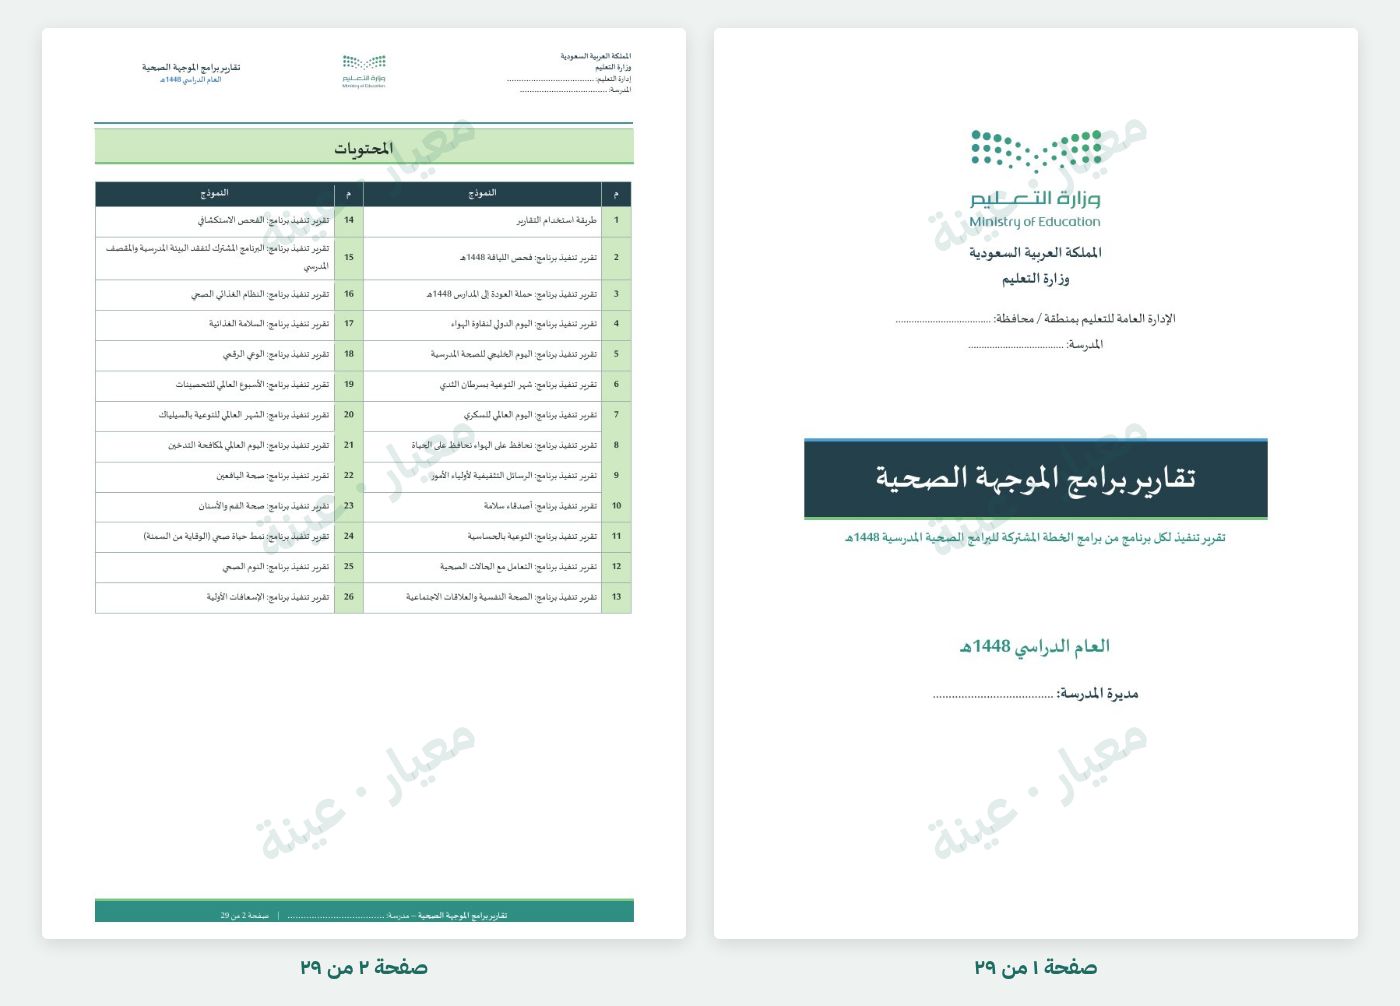 وزارة التعليم
Ministry of Education
المملكة العربية السعودية
وزارة التعليم
الإدارة العامة للتعليم بمنطقة / محافظة: ....................................
المدرسة: ....................................
تقارير برامج الموجهة الصحية
تقرير تنفيذ لكل برنامج من برامج الخطة المشتركة للبرامج الصحية المدرسية 1448هـ
العام الدراسي 1448هـ
مديرة المدرسة: ....................................
معيار · عينة
معيار · عينة
معيار · عينة
صفحة ١ من ٢٩
المملكة العربية السعودية
وزارة التعليم
إدارة التعليم: ....................................
المدرسة: ....................................
وزارة التعليم
Ministry of Education
تقارير برامج الموجهة الصحية
العام الدراسي 1448هـ
المحتويات
م النموذج م النموذج
1 طريقة استخدام التقارير 14 تقرير تنفيذ برنامج: الفحص الاستكشافي
2 تقرير تنفيذ برنامج: فحص اللياقة 1448هـ 15 تقرير تنفيذ برنامج: البرنامج المشترك لتفقد البيئة المدرسية والمقصف
المدرسي
3 تقرير تنفيذ برنامج: حملة العودة إلى المدارس 1448هـ 16 تقرير تنفيذ برنامج: النظام الغذائي الصحي
4 تقرير تنفيذ برنامج: اليوم الدولي لنقاوة الهواء 17 تقرير تنفيذ برنامج: السلامة الغذائية
5 تقرير تنفيذ برنامج: اليوم الخليجي للصحة المدرسية 18 تقرير تنفيذ برنامج: الوعي الرقمي
6 تقرير تنفيذ برنامج: شهر التوعية بسرطان الثدي 19 تقرير تنفيذ برنامج: الأسبوع العالمي للتحصينات
7 تقرير تنفيذ برنامج: اليوم العالمي للسكري 20 تقرير تنفيذ برنامج: الشهر العالمي للتوعية بالسيلياك
8 تقرير تنفيذ برنامج: نحافظ على الهواء نحافظ على الحياة 21 تقرير تنفيذ برنامج: اليوم العالمي لمكافحة التدخين
9 تقرير تنفيذ برنامج: الرسائل التثقيفية لأولياء الأمور 22 تقرير تنفيذ برنامج: صحة اليافعين
10 تقرير تنفيذ برنامج: أصدقاء سلامة 23 تقرير تنفيذ برنامج: صحة الفم والأسنان
11 تقرير تنفيذ برنامج: التوعية بالحساسية 24 تقرير تنفيذ برنامج: نمط حياة صحي (الوقاية من السمنة)
12 تقرير تنفيذ برنامج: التعامل مع الحالات الصحية 25 تقرير تنفيذ برنامج: النوم الصحي
13 تقرير تنفيذ برنامج: الصحة النفسية والعلاقات الاجتماعية 26 تقرير تنفيذ برنامج: الإسعافات الأولية
معيار · عينة
معيار · عينة
معيار · عينة
تقارير برامج الموجهة الصحية – مدرسة: .................................... | صفحة 2 من 29
صفحة ٢ من ٢٩